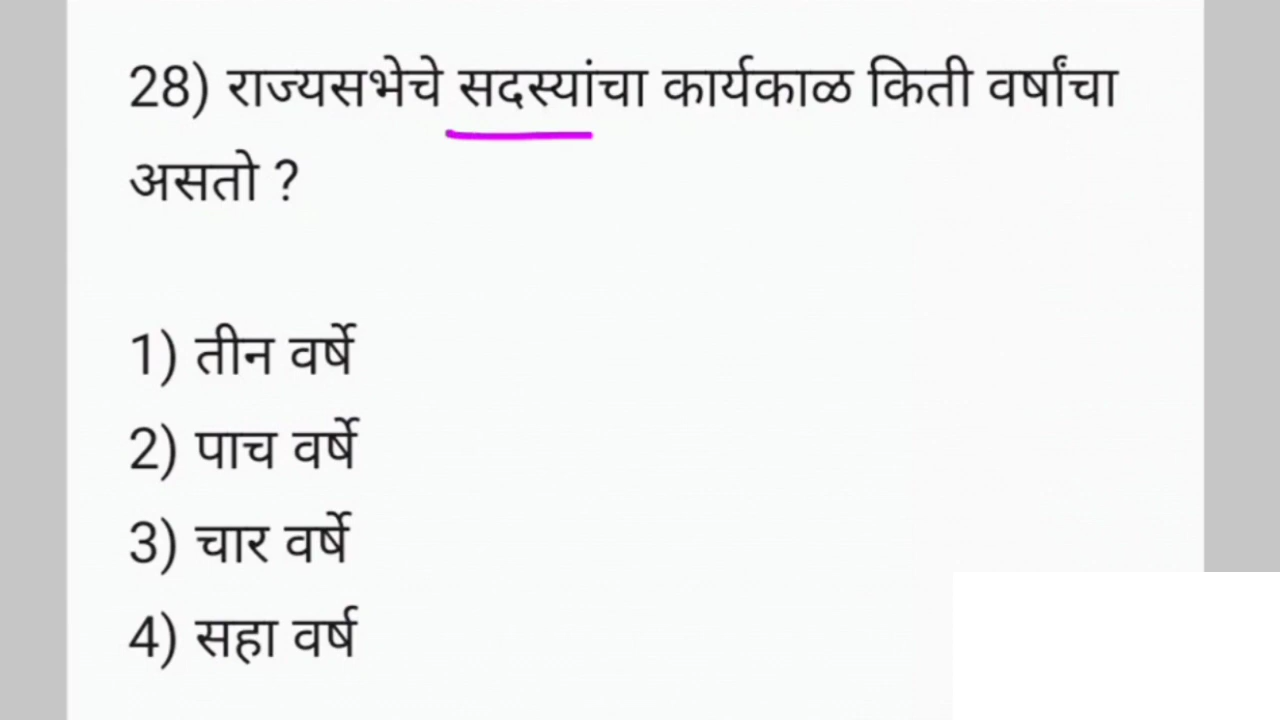 28) राज्यसभेचे सदस्यांचा कार्यकाळ किती वर्षांचा
असतो ?
1) तीन वर्षे
2) पाच वर्षे
3) चार वर्षे
4) सहा वर्ष